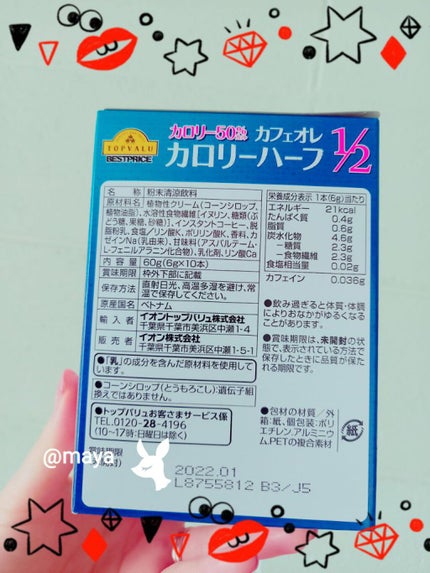 TOPVALU
BESTPRICE
カロリー50%
カフェオレ
カロリーハーフ
1/2
名称 粉末清涼飲料
原材料名 植物性クリーム(コーンシロップ、
植物油脂)、水溶性食物繊維[イヌリン、糖類(ぶ
どう糖、果糖、砂糖)]、インスタントコーヒー、脱
脂粉乳、食塩/リン酸K、ポリリン酸K、香料、カ
ゼインNa(乳由来)、甘味料(アスパルテーム・
L-フェニルアラニン化合物)、乳化剤、リン酸Ca
内容量 60g(6g×10本)
賞味期限 枠外下部に記載
保存方法 直射日光、高温多湿を避け、常
温で保存してください。
原産国名 ベトナム
輸入者 イオントップバリュ株式会社
千葉県千葉市美浜区中瀬1-4
販売者 イオン株式会社
千葉県千葉市美浜区中瀬1-5-1
●「乳」の成分を含んだ原材料を使用して
います。
●コーンシロップ(とうもろこし):遺伝子組
換えではありません。
●トップバリュお客さまサービス係
TEL.0120-28-4196
(10~17時:日曜日は除く)
栄養成分表示 1本(6g)当たり
エネルギー 21kcal
たんぱく質 0.4g
脂質 0.6g
炭水化物 4.6g
-糖質 2.3g
-食物繊維 2.3g
食塩相当量 0.02g
カフェイン 0.036g
●飲み過ぎると体質・体調
によりおなかがゆるくなる
ことがあります。
●賞味期限は、未開封の状
態で、表示されている方法で
保存したときに品質が保た
れる期限です。
●包材の材質/外
箱:紙、個包装:ポリ
エチレン、アルミニウ
ム、PETの複合素材
紙
@maya
賞味期限
2022.01
L8755812 B3/J5